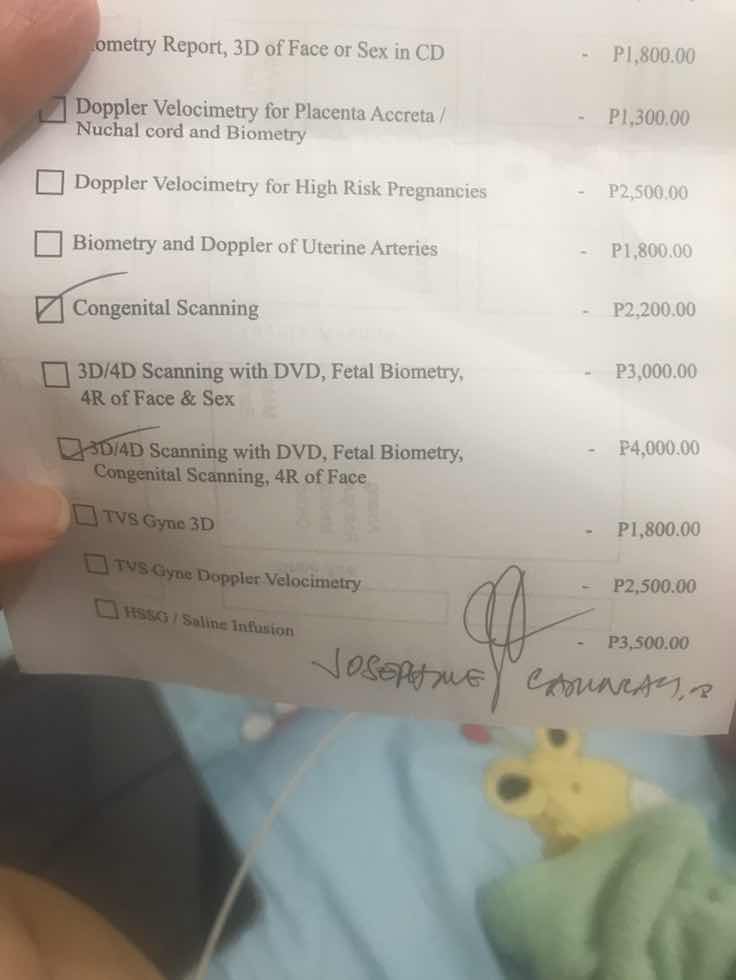 ometry Report, 3D of Face or Sex in CD - P1,800.00
Doppler Velocimetry for Placenta Accreta / - P1,300.00
Nuchal cord and Biometry
Doppler Velocimetry for High Risk Pregnancies - P2,500.00
Biometry and Doppler of Uterine Arteries - P1,800.00
Congenital Scanning - P2,200.00
3D/4D Scanning with DVD, Fetal Biometry, - P3,000.00
4R of Face & Sex
3D/4D Scanning with DVD, Fetal Biometry, - P4,000.00
Congenital Scanning, 4R of Face
TVS Gyne 3D - P1,800.00
TVS Gyne Doppler Velocimetry - P2,500.00
HSSG / Saline Infusion - P3,500.00
JOSEPHINE